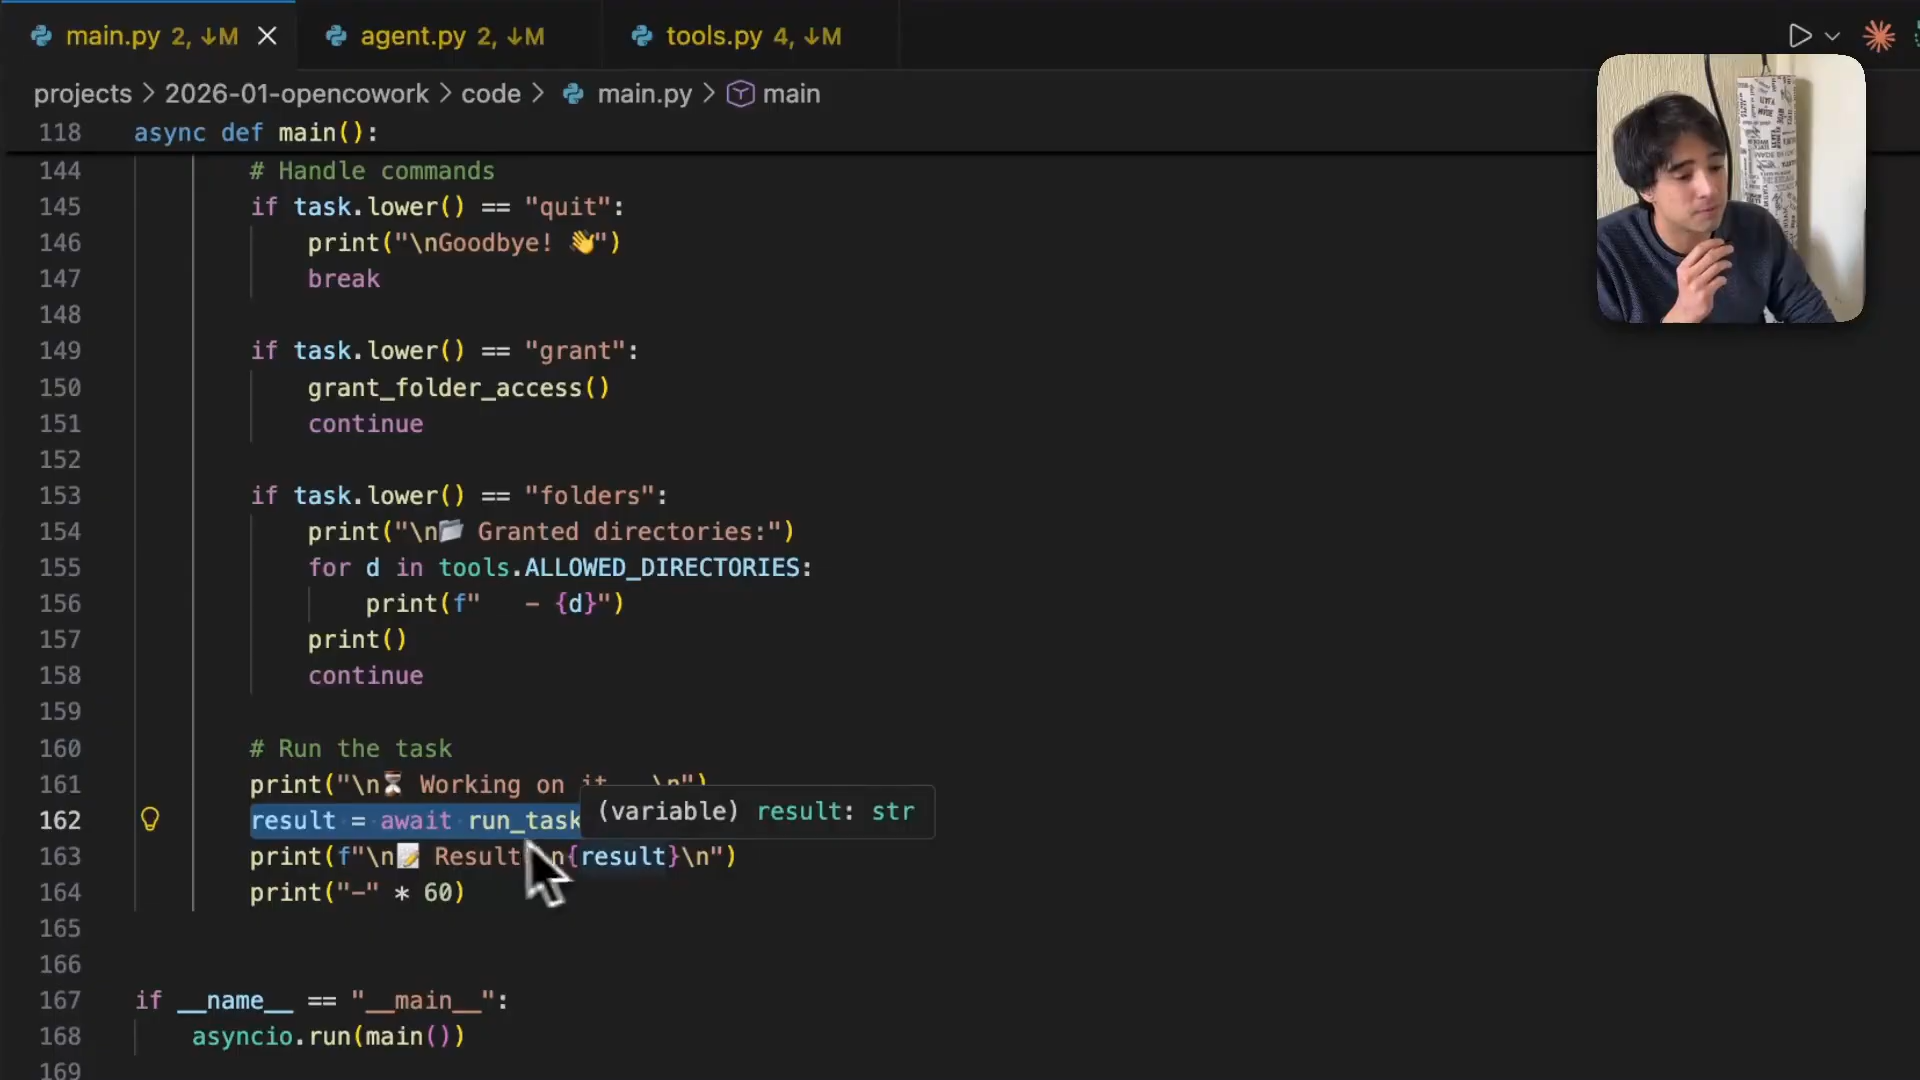 main.py 2, ↓M
agent.py 2, ↓M
tools.py 4, ↓M
projects > 2026-01-opencowork > code > main.py > main
118 async def main():
144 # Handle commands
145 if task.lower() == "quit":
146 print("\nGoodbye! 👋")
147 break
148
149 if task.lower() == "grant":
150 grant_folder_access()
151 continue
152
153 if task.lower() == "folders":
154 print("\n📁 Granted directories:")
155 for d in tools.ALLOWED_DIRECTORIES:
156 print(f"   - {d}")
157 print()
158 continue
159
160 # Run the task
161 print("\n⏳ Working on it \n")
(variable) result: str
162 result = await run_task
163 print(f"\n📝 Result n{result}\n")
164 print("-" * 60)
165
166
167 if __name__ == "__main__":
168 asyncio.run(main())
169